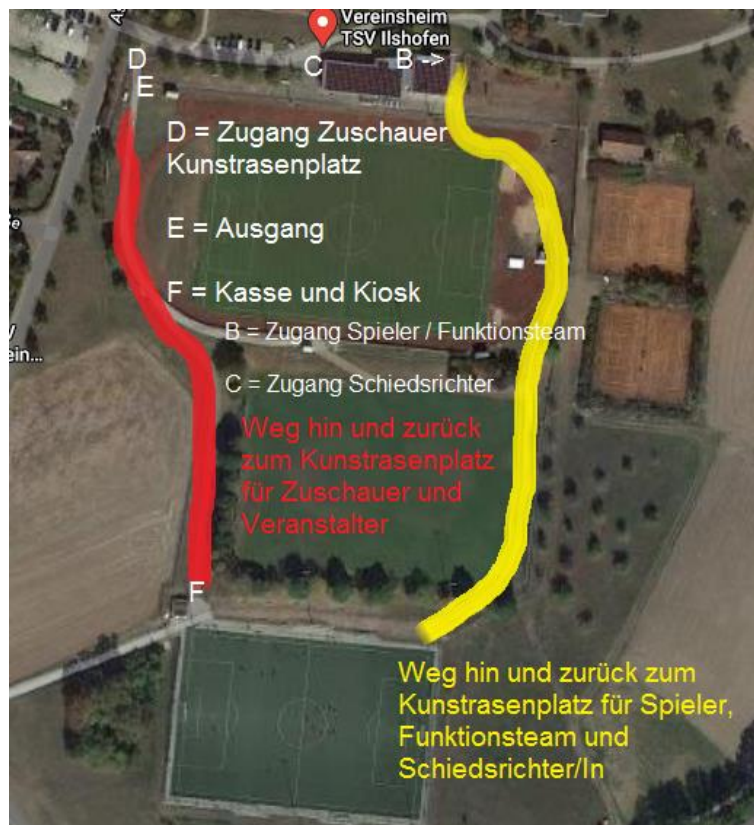 Vereinsheim
TSV Ilshofen
D
C
B ->
E
D = Zugang Zuschauer
Kunstrasenplatz
E = Ausgang
F = Kasse und Kiosk
B = Zugang Spieler / Funktionsteam
ein...
C = Zugang Schiedsrichter
Weg hin und zurück
zum Kunstrasenplatz
für Zuschauer und
Veranstalter
F
Weg hin und zurück zum
Kunstrasenplatz für Spieler,
Funktionsteam und
Schiedsrichter/In